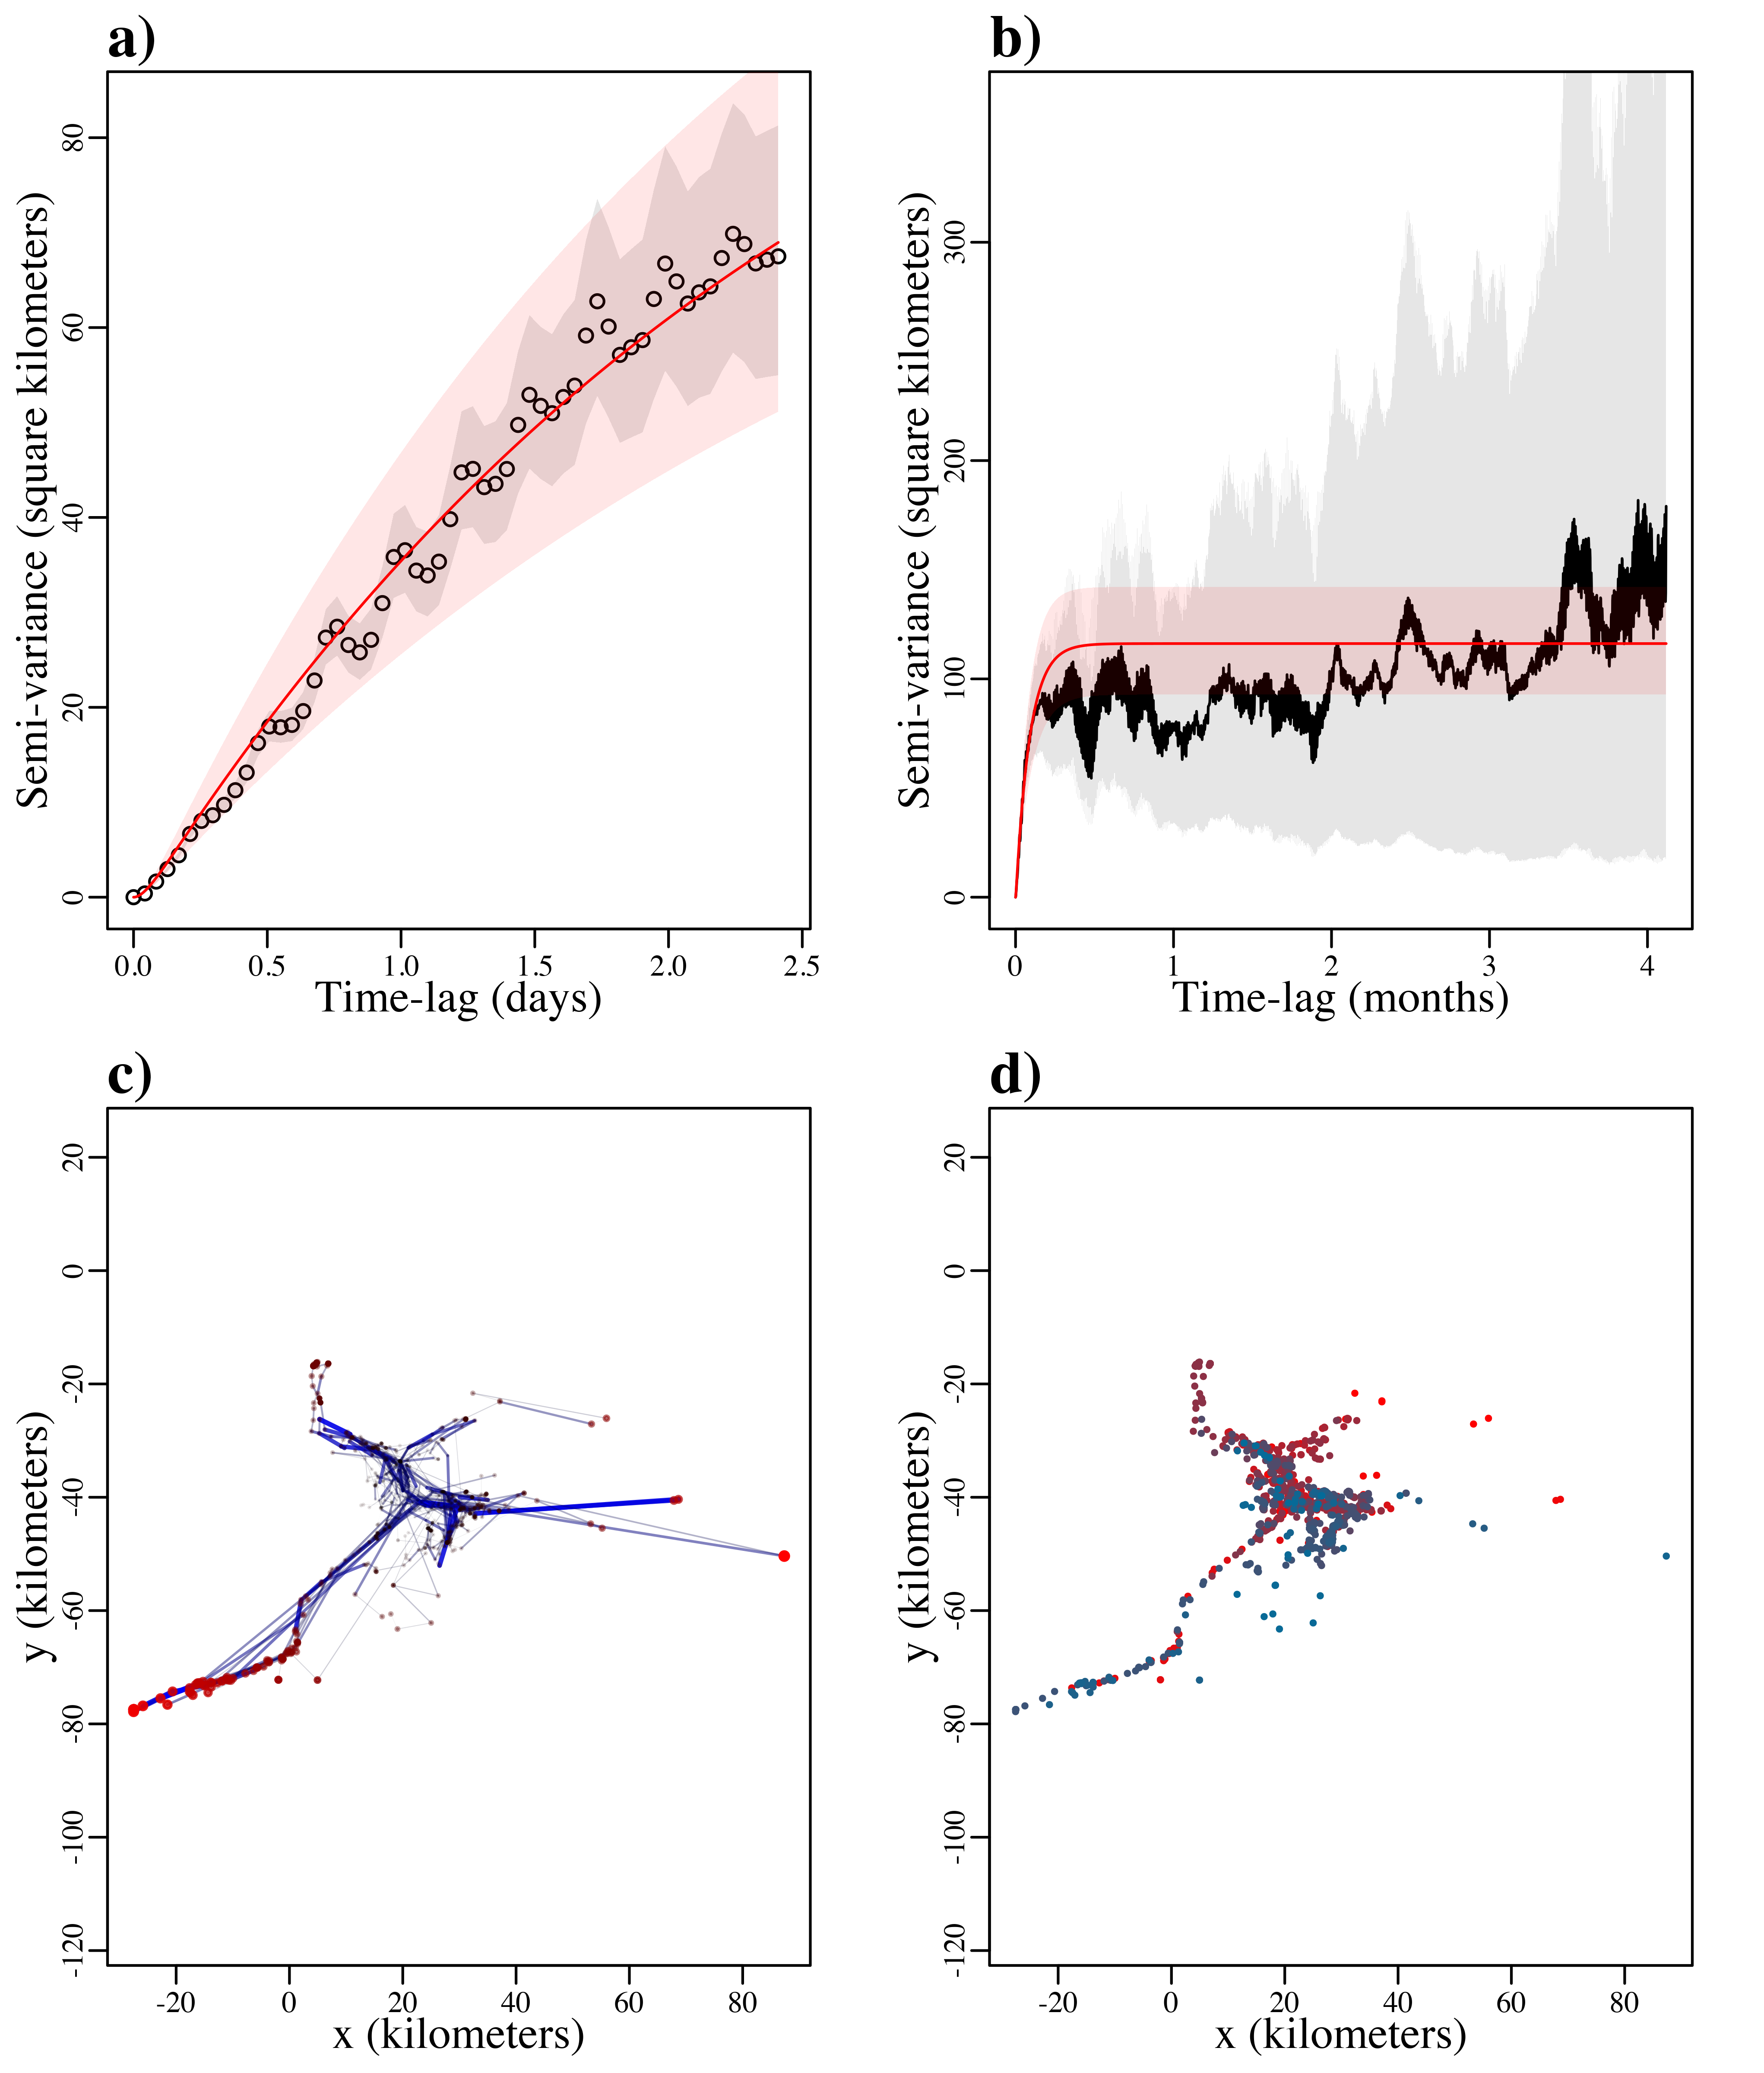 a)
Semi-variance (square kilometers)
0 20 40 60 80
0.0 0.5 1.0 1.5 2.0 2.5
Time-lag (days)
b)
Semi-variance (square kilometers)
0 100 200 300
0 1 2 3 4
Time-lag (months)
c)
y (kilometers)
-120 -100 -80 -60 -40 -20 0 20
-20 0 20 40 60 80
x (kilometers)
d)
y (kilometers)
-120 -100 -80 -60 -40 -20 0 20
-20 0 20 40 60 80
x (kilometers)